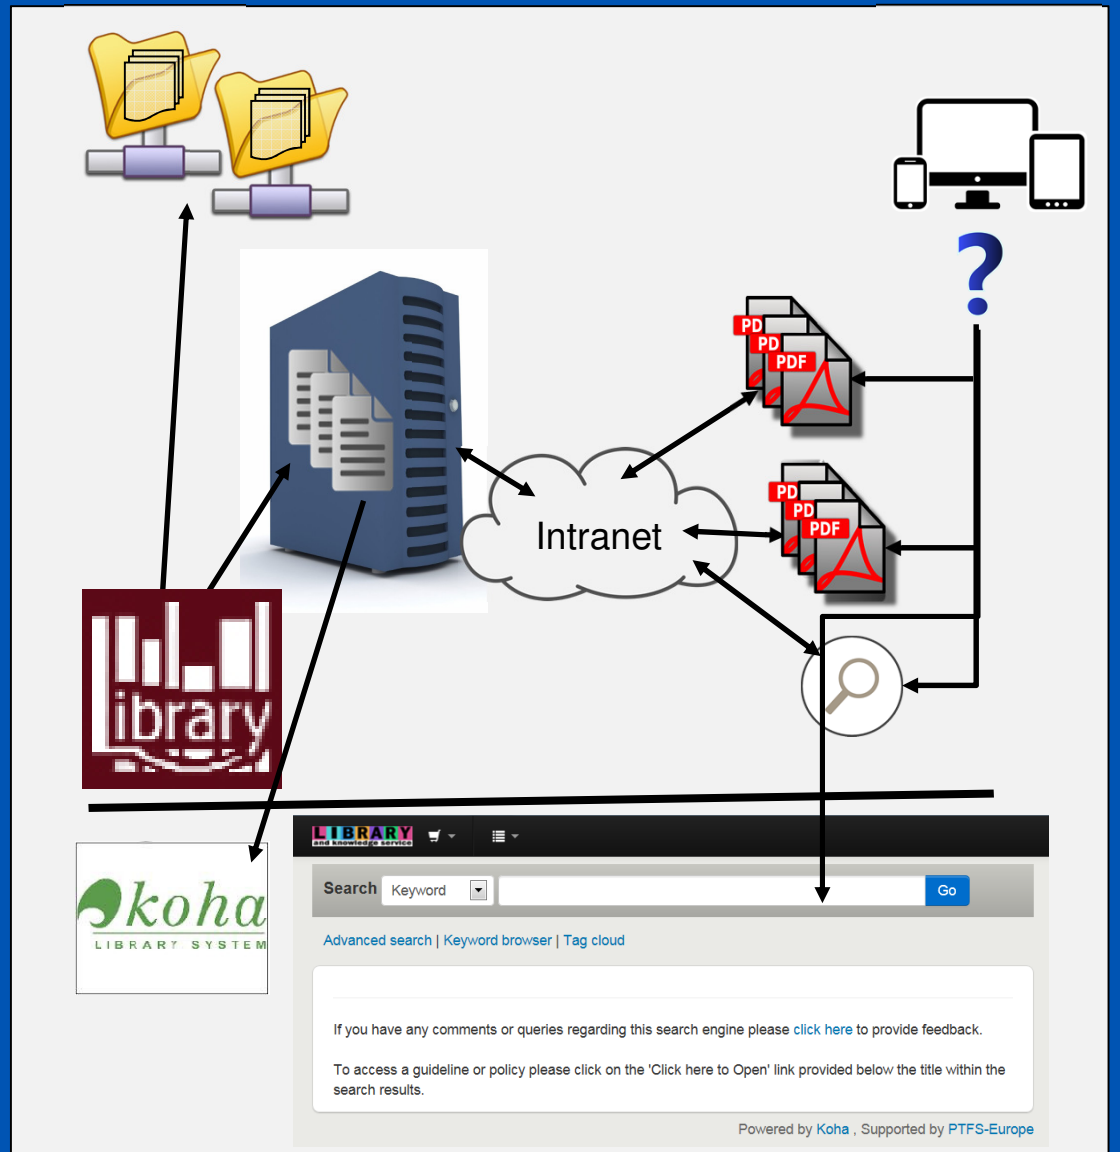 PD
PD
PDF
PD
PD
PDF
Intranet
Library
koha
LIBRARY SYSTEM
LIBRARY
and knowledge service
Search Keyword Go
Advanced search | Keyword browser | Tag cloud
If you have any comments or queries regarding this search engine please click here to provide feedback.
To access a guideline or policy please click on the 'Click here to Open' link provided below the title within the
search results.
Powered by Koha , Supported by PTFS-Europe